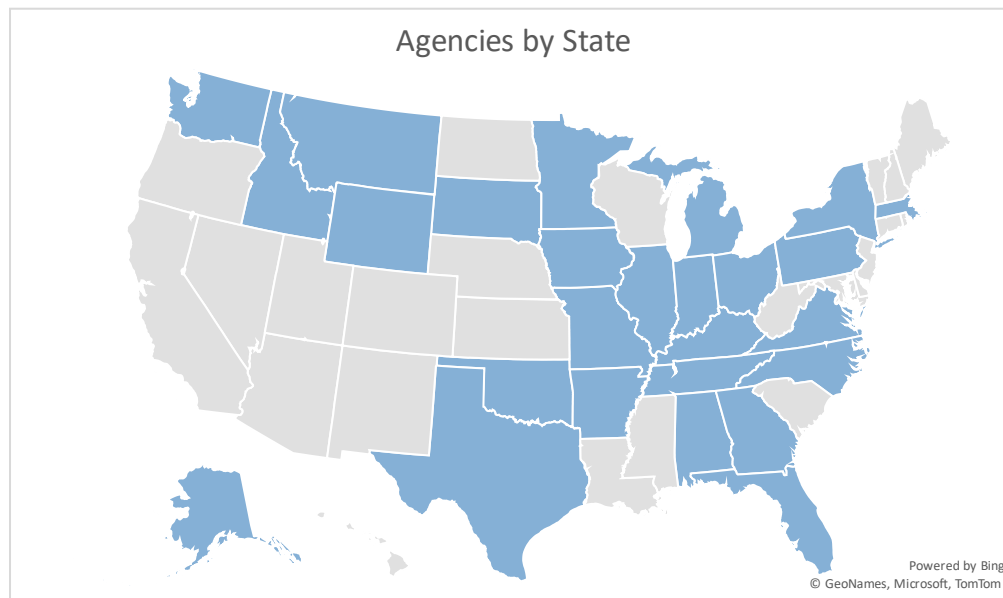 Agencies by State
Powered by Bing
© GeoNames, Microsoft, TomTom